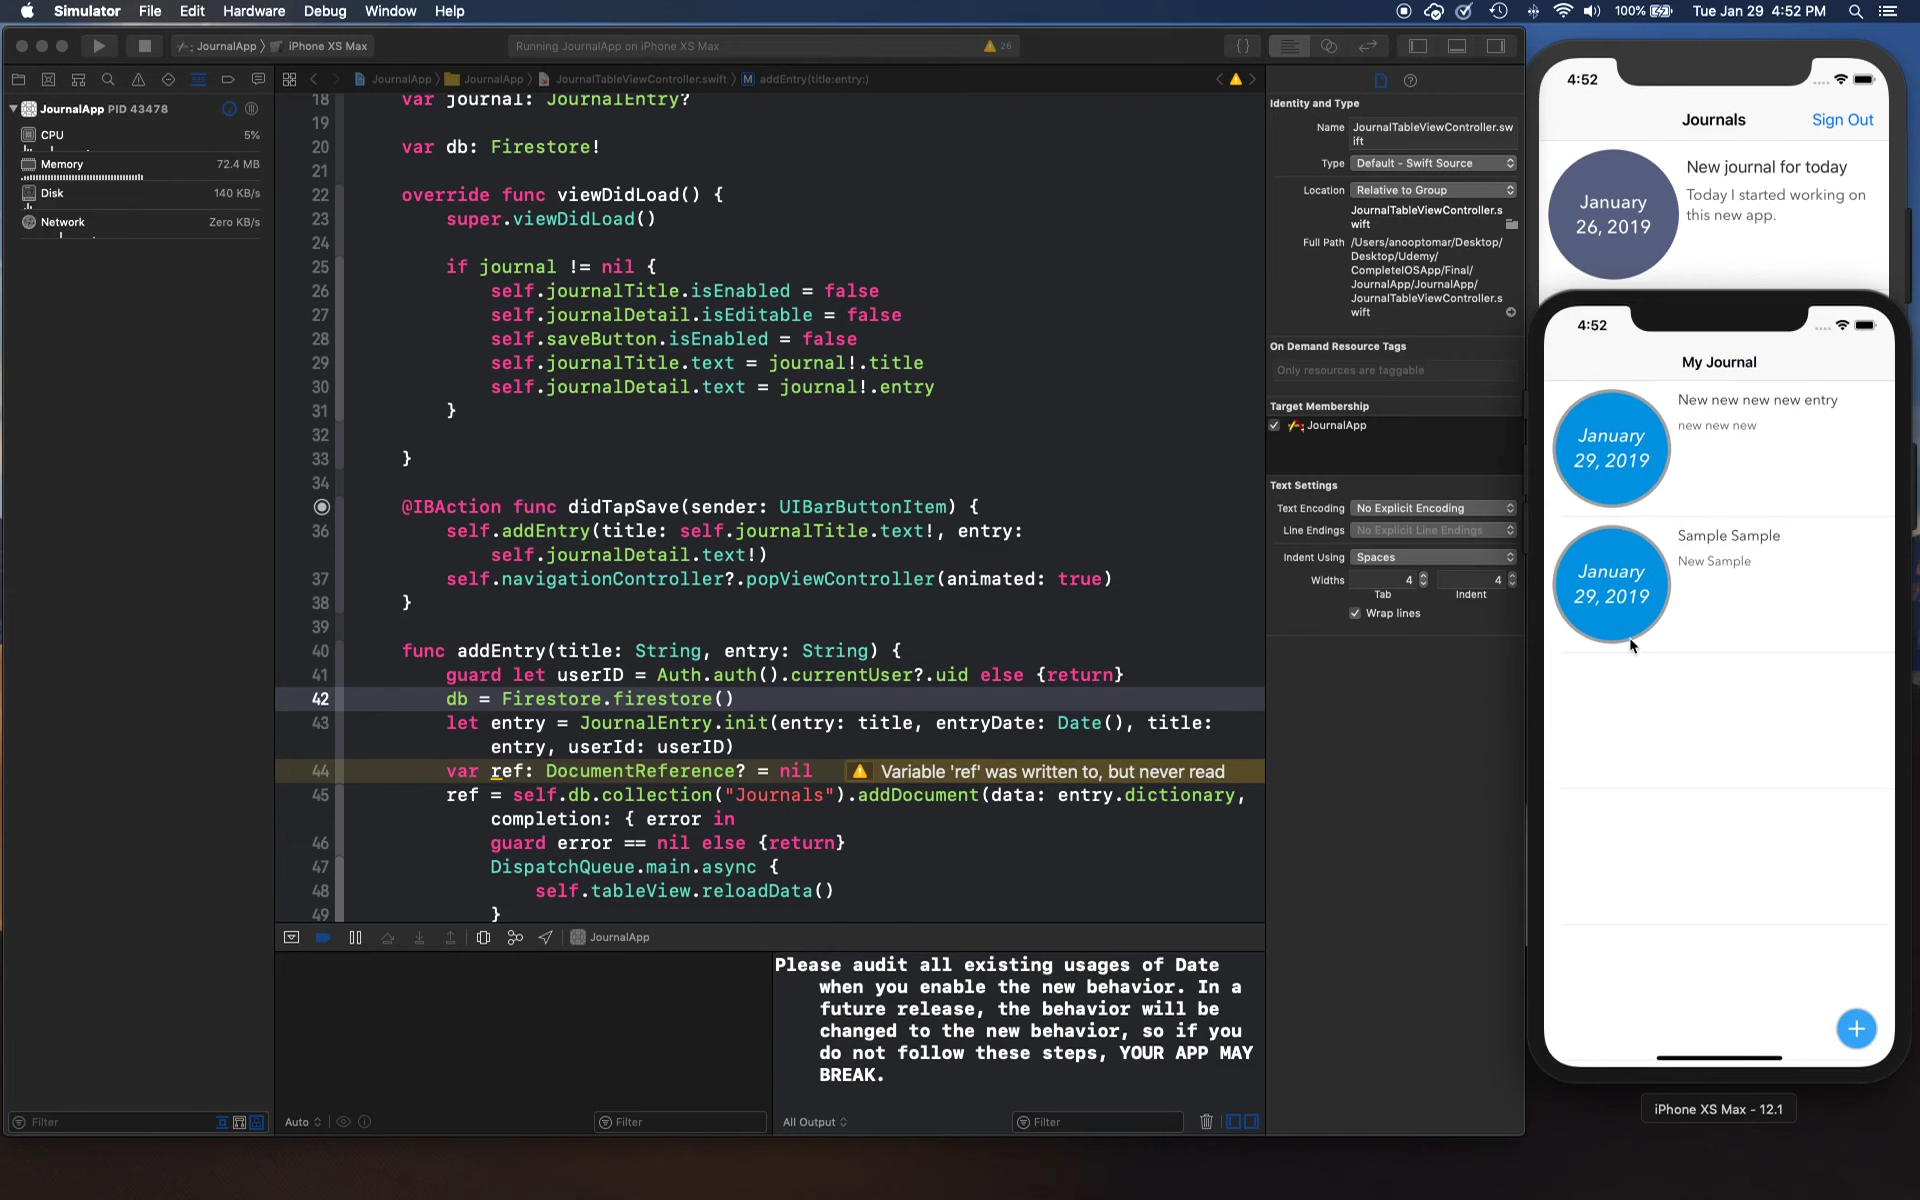 Simulator File Edit Hardware Debug Window Help
100% Tue Jan 29 4:52 PM
JournalApp iPhone XS Max
Running JournalApp on iPhone XS Max
26
JournalApp JournalApp JournalTableViewController.swift M addEntry(title:entry:)
JournalApp PID 43478
CPU 5%
Memory 72.4 MB
Disk 140 KB/s
Network Zero KB/s
Filter
18 var journal: JournalEntry?
19
20 var db: Firestore!
21
22 override func viewDidLoad() {
23 super.viewDidLoad()
24
25 if journal != nil {
26 self.journalTitle.isEnabled = false
27 self.journalDetail.isEditable = false
28 self.saveButton.isEnabled = false
29 self.journalTitle.text = journal!.title
30 self.journalDetail.text = journal!.entry
31 }
32
33 }
34
@IBAction func didTapSave(sender: UIBarButtonItem) {
36 self.addEntry(title: self.journalTitle.text!, entry:
self.journalDetail.text!)
37 self.navigationController?.popViewController(animated: true)
38 }
39
40 func addEntry(title: String, entry: String) {
41 guard let userID = Auth.auth().currentUser?.uid else {return}
42 db = Firestore.firestore()
43 let entry = JournalEntry.init(entry: title, entryDate: Date(), title:
entry, userId: userID)
44 var ref: DocumentReference? = nil Variable 'ref' was written to, but never read
45 ref = self.db.collection("Journals").addDocument(data: entry.dictionary,
completion: { error in
46 guard error == nil else {return}
47 DispatchQueue.main.async {
48 self.tableView.reloadData()
49 }
JournalApp
Please audit all existing usages of Date
when you enable the new behavior. In a
future release, the behavior will be
changed to the new behavior, so if you
do not follow these steps, YOUR APP MAY
BREAK.
Auto
Filter
All Output
Filter
Identity and Type
Name JournalTableViewController.sw
ift
Type Default - Swift Source
Location Relative to Group
JournalTableViewController.s
wift
Full Path /Users/anooptomar/Desktop/
Desktop/Udemy/
CompleteIOSApp/Final/
JournalApp/JournalApp/
JournalTableViewController.s
wift
On Demand Resource Tags
Only resources are taggable
Target Membership
JournalApp
Text Settings
Text Encoding No Explicit Encoding
Line Endings No Explicit Line Endings
Indent Using Spaces
Widths 4 4
Tab Indent
Wrap lines
4:52
Journals Sign Out
January
26, 2019
New journal for today
Today I started working on
this new app.
4:52
My Journal
January
29, 2019
New new new new entry
new new new
January
29, 2019
Sample Sample
New Sample
iPhone XS Max - 12.1